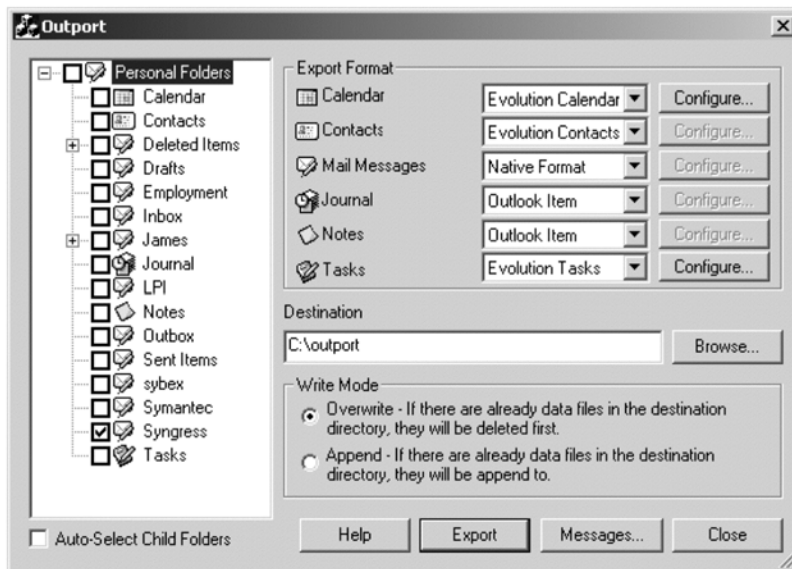 Outport
Personal Folders
Calendar
Contacts
Deleted Items
Drafts
Employment
Inbox
James
Journal
LPI
Notes
Outbox
Sent Items
sybex
Symantec
Syngress
Tasks
Auto-Select Child Folders
Export Format
Calendar Evolution Calendar Configure...
Contacts Evolution Contacts Configure...
Mail Messages Native Format Configure...
Journal Outlook Item Configure...
Notes Outlook Item Configure...
Tasks Evolution Tasks Configure...
Destination
C:\outport Browse...
Write Mode
Overwrite - If there are already data files in the destination
directory, they will be deleted first.
Append - If there are already data files in the destination
directory, they will be append to.
Help Export Messages... Close